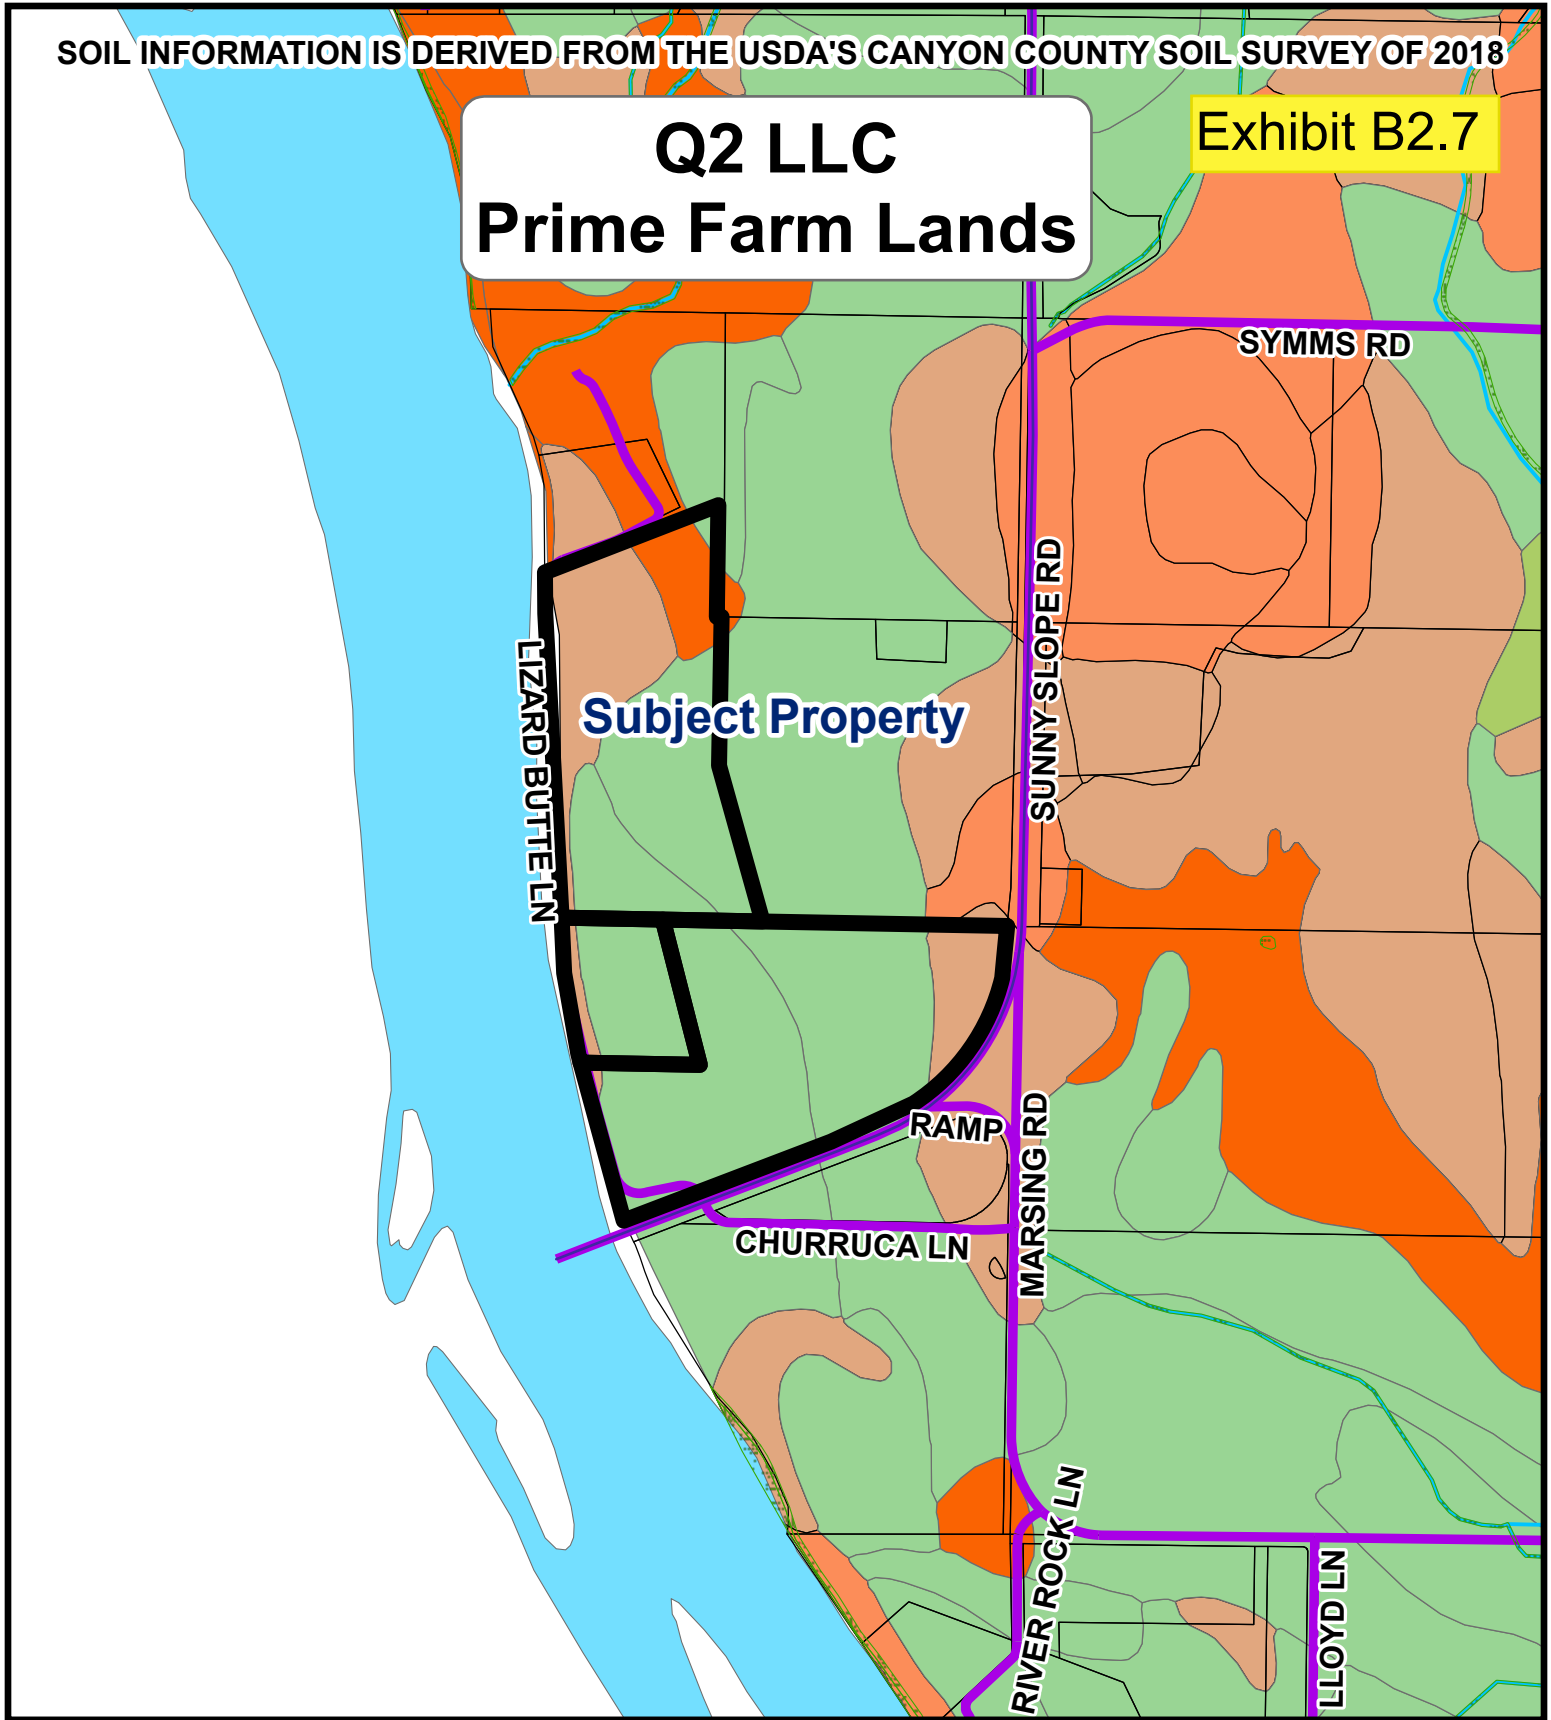 SOIL INFORMATION IS DERIVED FROM THE USDA'S CANYON COUNTY SOIL SURVEY OF 2018
Q2 LLC
Prime Farm Lands
Exhibit B2.7
SYMMS RD
SUNNY SLOPE RD
LIZARD BUTTE LN
Subject Property
RAMP
MARSING RD
CHURRUCA LN
RIVER ROCK LN
LLOYD LN